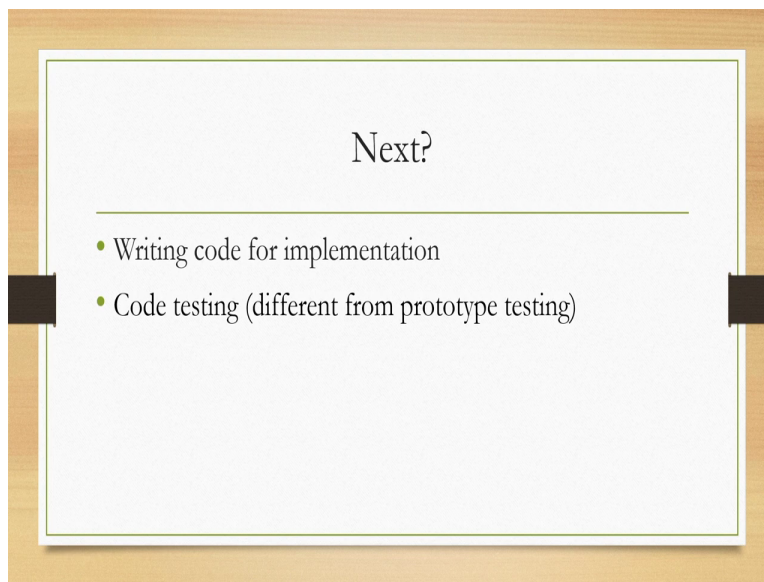 Next?
• Writing code for implementation
• Code testing (different from prototype testing)